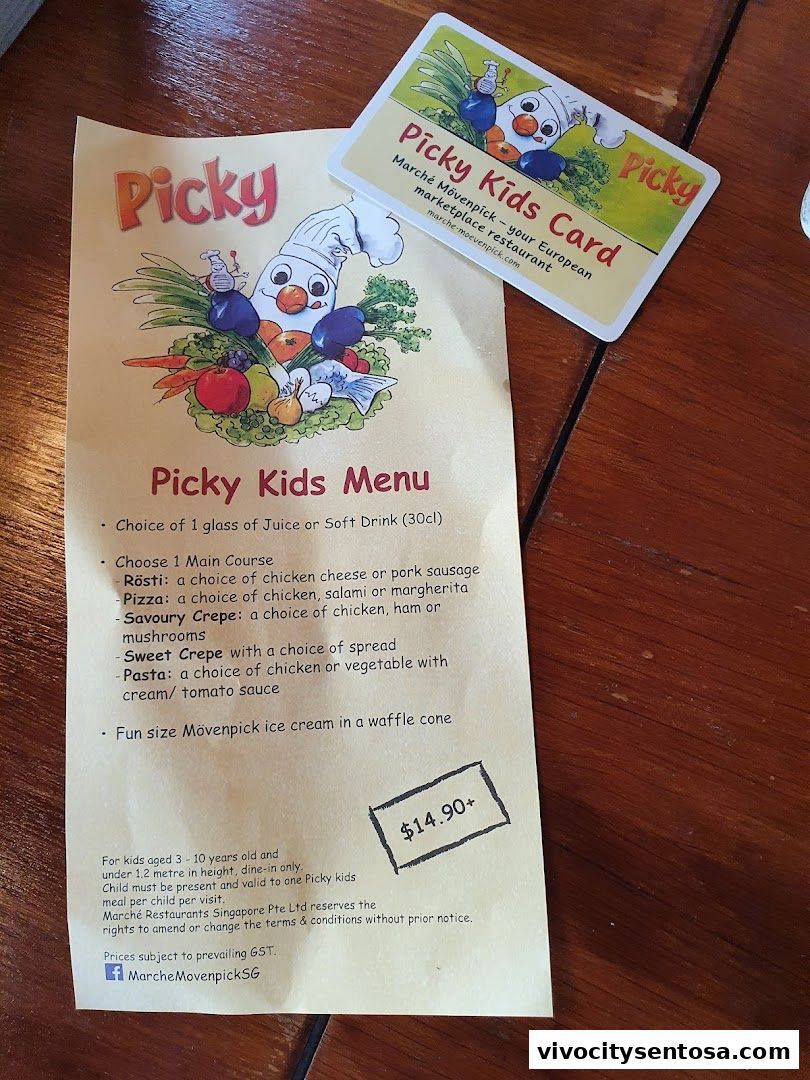 Picky
Picky Kids Card
Picky
Marché Mövenpick – your European
marketplace restaurant
marche-moevenpick.com
Picky Kids Menu
• Choice of 1 glass of Juice or Soft Drink (30cl)
• Choose 1 Main Course
- Rösti: a choice of chicken cheese or pork sausage
- Pizza: a choice of chicken, salami or margherita
- Savoury Crepe: a choice of chicken, ham or
mushrooms
- Sweet Crepe with a choice of spread
- Pasta: a choice of chicken or vegetable with
cream/ tomato sauce
• Fun size Mövenpick ice cream in a waffle cone
$14.90+
For kids aged 3 - 10 years old and
under 1.2 metre in height, dine-in only.
Child must be present and valid to one Picky kids
meal per child per visit.
Marché Restaurants Singapore Pte Ltd reserves the
rights to amend or change the terms & conditions without prior notice.
Prices subject to prevailing GST.
f MarcheMovenpickSG
vivocitysentosa.com